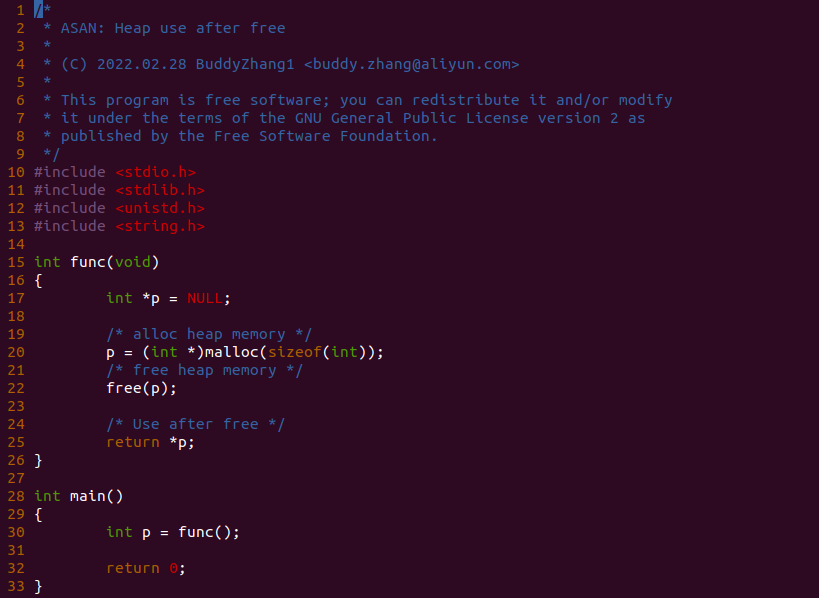 1 /*
2  * ASAN: Heap use after free
3  *
4  * (C) 2022.02.28 BuddyZhang1 <buddy.zhang@aliyun.com>
5  *
6  * This program is free software; you can redistribute it and/or modify
7  * it under the terms of the GNU General Public License version 2 as
8  * published by the Free Software Foundation.
9  */
10 #include <stdio.h>
11 #include <stdlib.h>
12 #include <unistd.h>
13 #include <string.h>
14
15 int func(void)
16 {
17         int *p = NULL;
18
19         /* alloc heap memory */
20         p = (int *)malloc(sizeof(int));
21         /* free heap memory */
22         free(p);
23
24         /* Use after free */
25         return *p;
26 }
27
28 int main()
29 {
30         int p = func();
31
32         return 0;
33 }